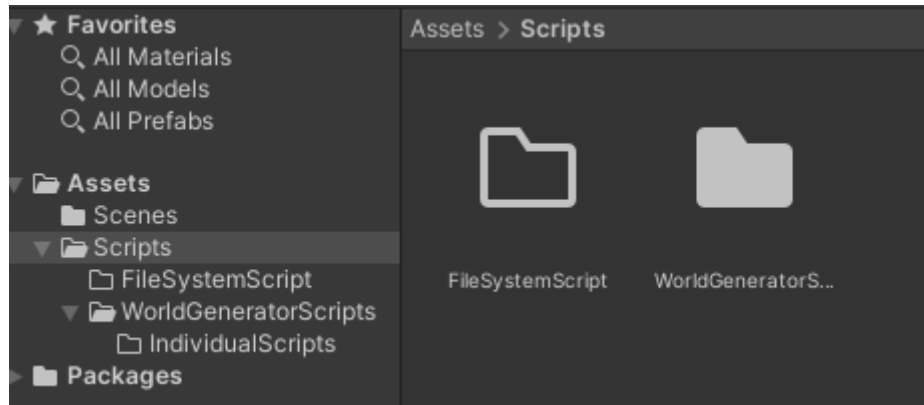 Favorites
All Materials
All Models
All Prefabs
Assets
Scenes
Scripts
FileSystemScript
WorldGeneratorScripts
IndividualScripts
Packages
Assets > Scripts
FileSystemScript
WorldGeneratorS...